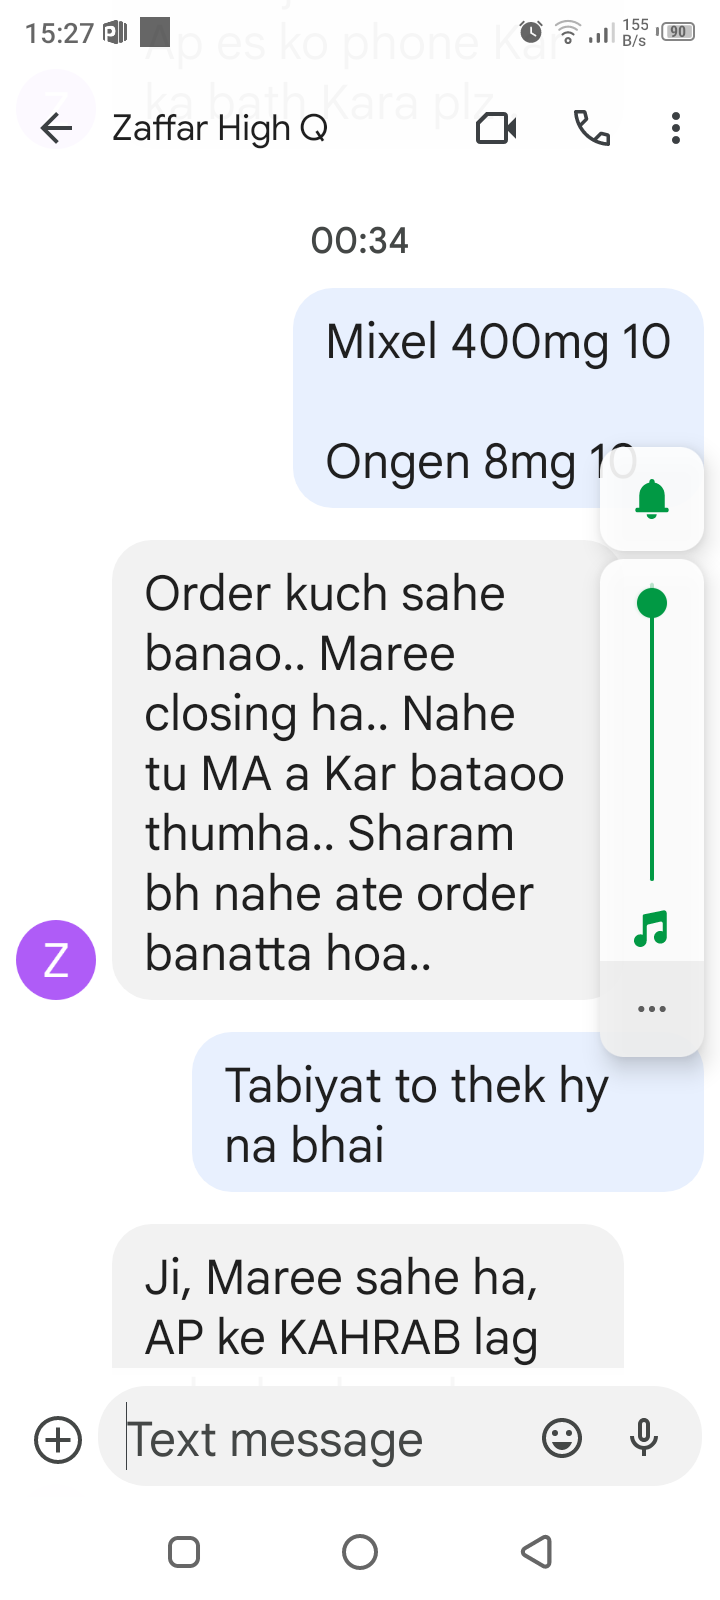 15:27
155
B/s
90
Ap es ko phone Kar
ka bath Kara plz
Z
Zaffar High Q
00:34
Mixel 400mg 10
Ongen 8mg 10
Order kuch sahe
banao.. Maree
closing ha.. Nahe
tu MA a Kar bataoo
thumha.. Sharam
bh nahe ate order
banatta hoa..
Z
Tabiyat to thek hy
na bhai
Ji, Maree sahe ha,
AP ke KAHRAB lag
Text message